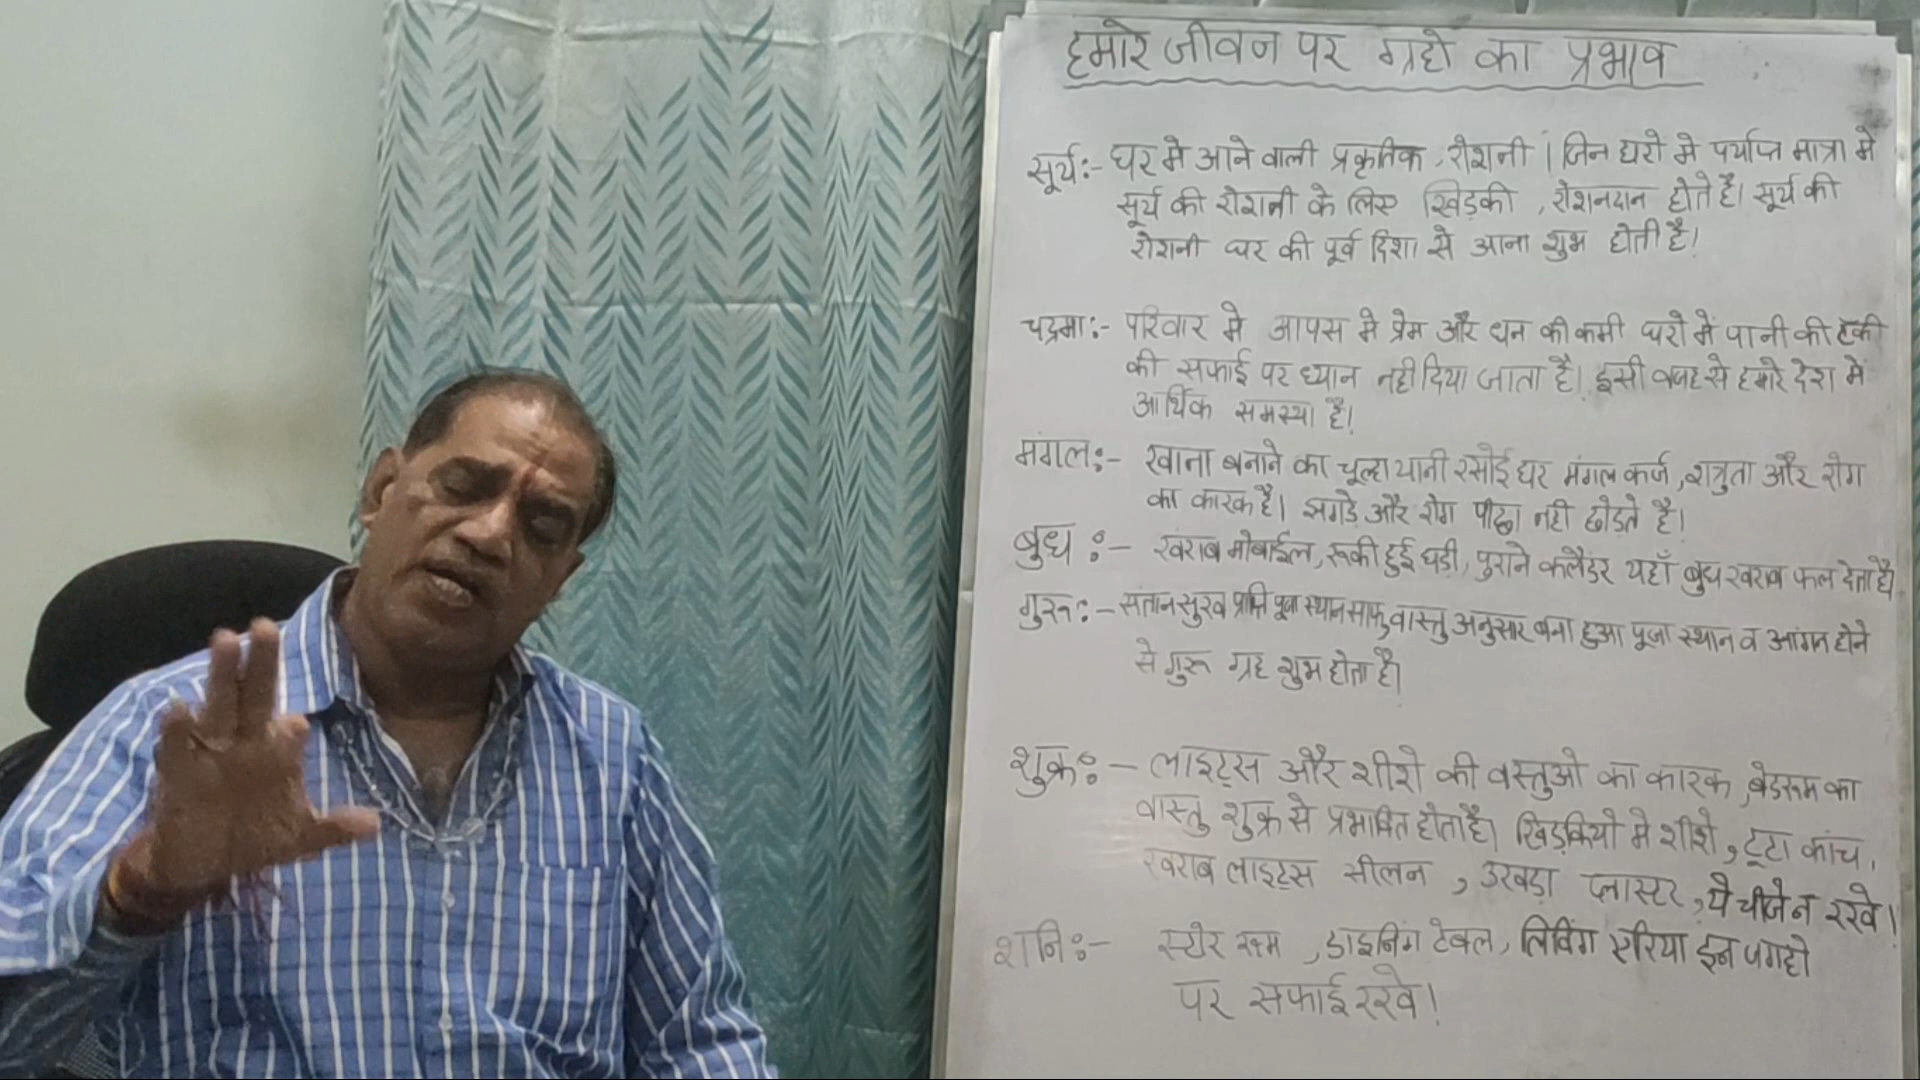 हमारे जीवन पर ग्रहो का प्रभाव
सूर्य:- घर मे आने वाली प्रकृतिक, रोशनी । जिन घरो मे पर्याप्त मात्रा मे
सूर्य की रोशनी के लिए खिड़की , रोशनदान होते है। सूर्य की
रोशनी घर की पूर्व दिशा से आना शुभ होती है।
चद्रमा:- परिवार मे आपस मे प्रेम और धन की कमी घरो में पानी की टंकी
की सफाई पर ध्यान नही दिया जाता है। इसी वजह से हमारे देश में
आर्थिक समस्या है।
मंगल:- खाना बनाने का चूल्हा यानी रसोई घर मंगल कर्ज, शत्रुता और रोग
का कारक है। झगड़े और रोग पीछा नही छोड़ते है।
बुध :- खराब मोबाईल, रूकी हुई घड़ी, पुराने कलैंडर यहाँ बुध खराब फल देता है।
गुरू:- संतान सुख प्राप्ति पूजा स्थान साफ, वास्तु अनुसार बना हुआ पूजा स्थान व आंगन होने
से गुरू ग्रह शुभ होता है।
शुक्र:- लाइट्स और शीशे की वस्तुओ का कारक, बेडरूम का
वास्तु शुक्र से प्रभावित होता है। खिड़कियो मे शीशे, टूटा कांच,
खराब लाइट्स सीलन , उखड़ा प्लास्टर, ये चीजे न रखे।
शनि:- स्टोर रूम , डाइनिंग टेबल, लिविंग एरिया इन जगहो
पर सफाई रखे।